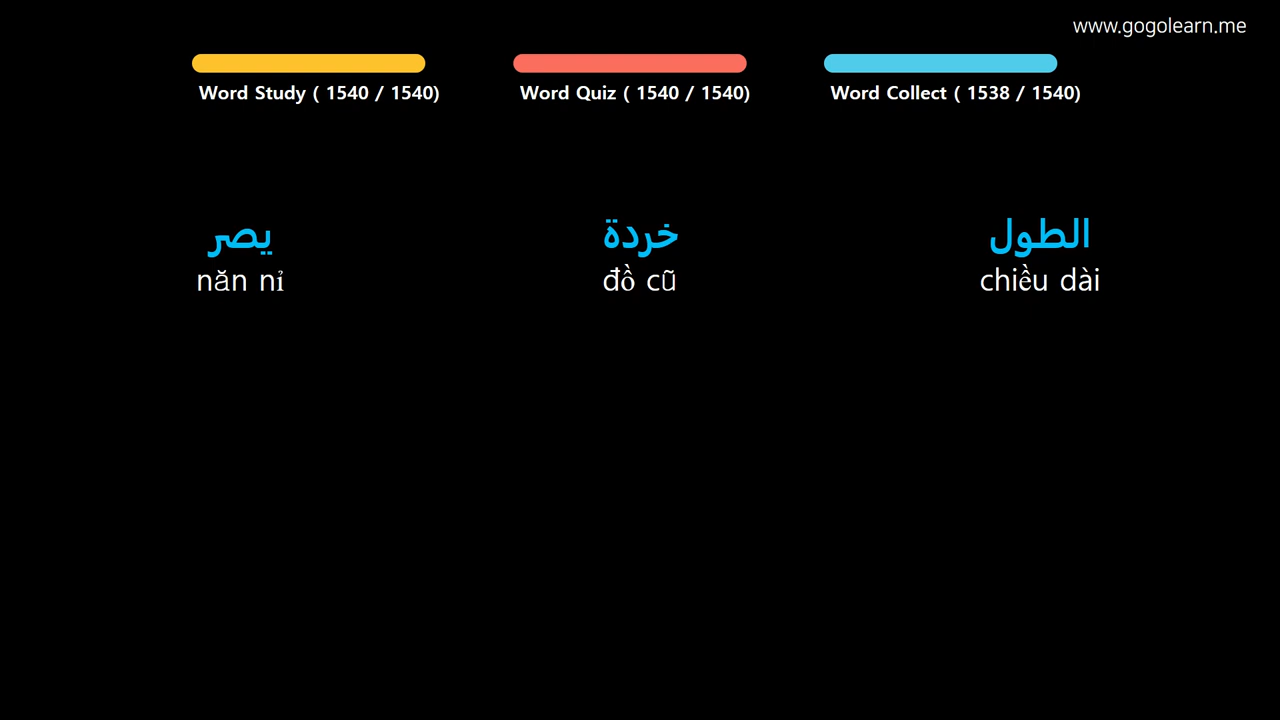 www.gogolearn.me
Word Study ( 1540 / 1540)
Word Quiz ( 1540 / 1540)
Word Collect ( 1538 / 1540)
يصر
năn nỉ
خردة
đồ cũ
الطول
chiều dài